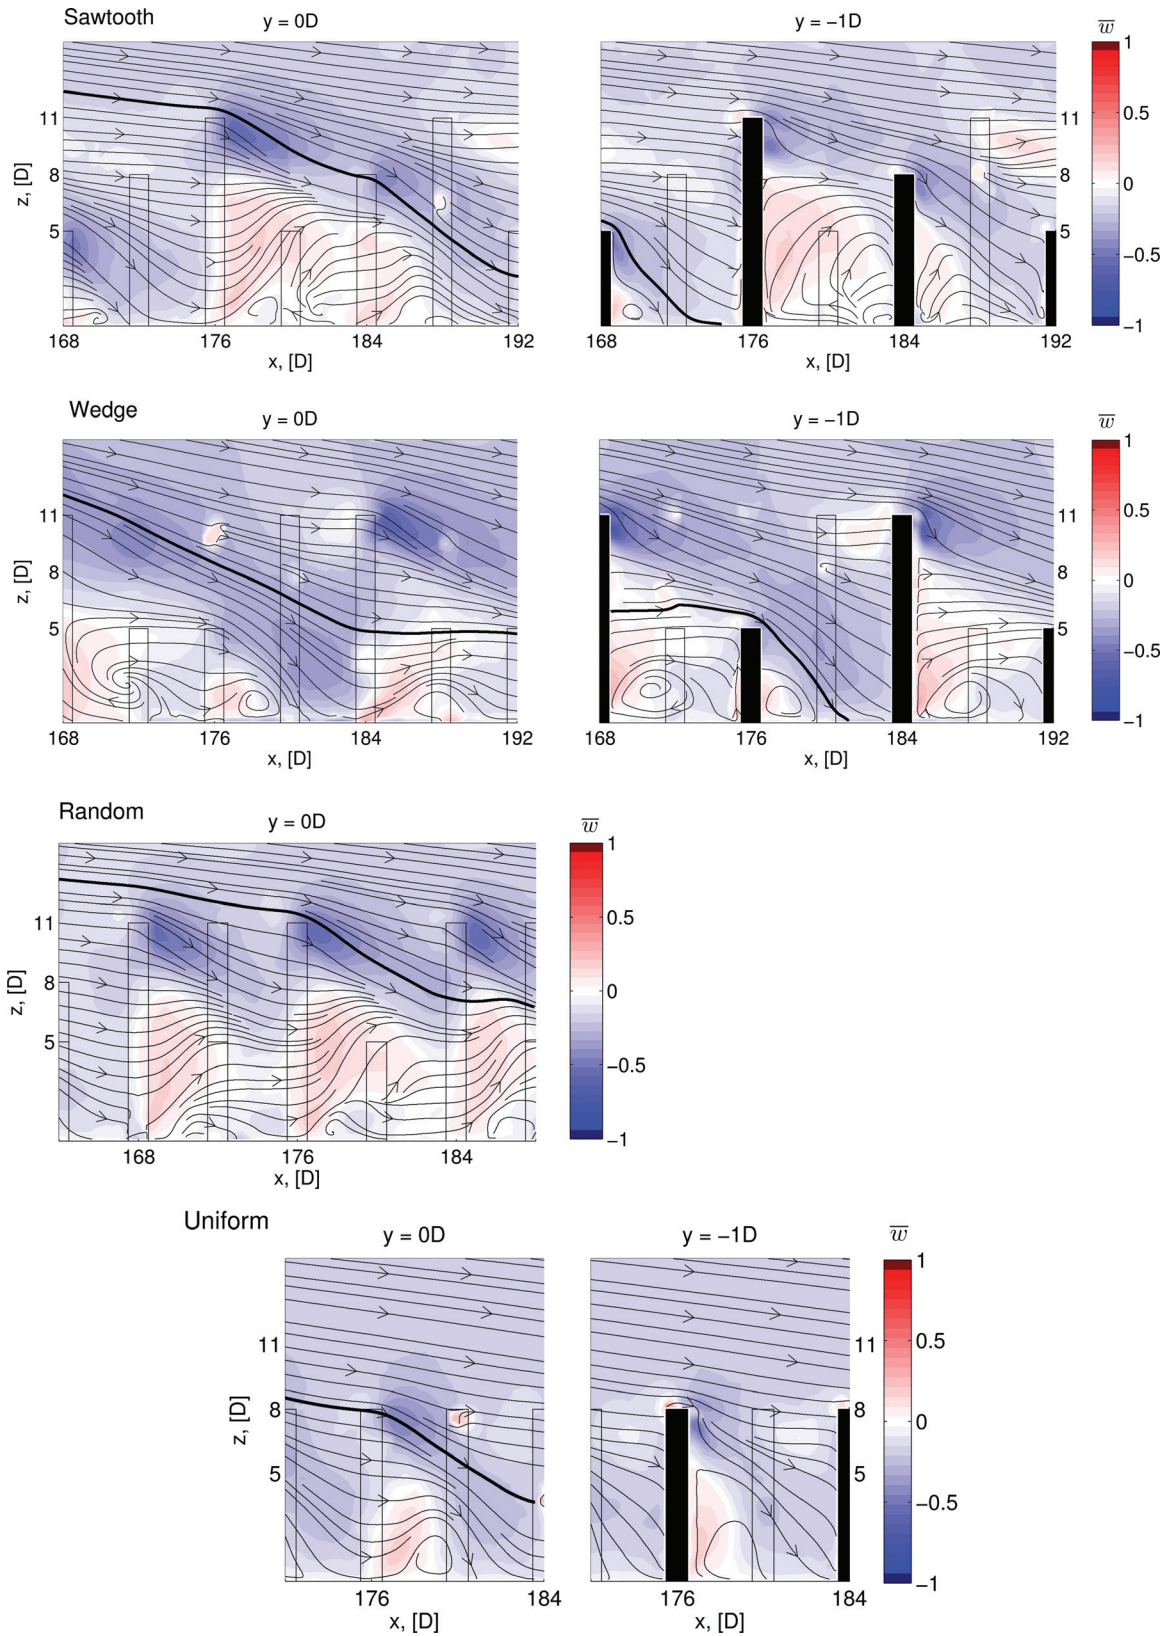 Sawtooth
y = 0D
y = −1D
w̅
z, [D]
11
8
5
168 176 184 192
x, [D]
11
8
5
168 176 184 192
x, [D]
1
0.5
0
−0.5
−1
Wedge
y = 0D
y = −1D
w̅
z, [D]
11
8
5
168 176 184 192
x, [D]
11
8
5
168 176 184 192
x, [D]
1
0.5
0
−0.5
−1
Random
y = 0D
w̅
z, [D]
11
8
5
168 176 184
x, [D]
1
0.5
0
−0.5
−1
Uniform
y = 0D
y = −1D
w̅
z, [D]
11
8
5
176 184
x, [D]
11
8
5
176 184
x, [D]
1
0.5
0
−0.5
−1